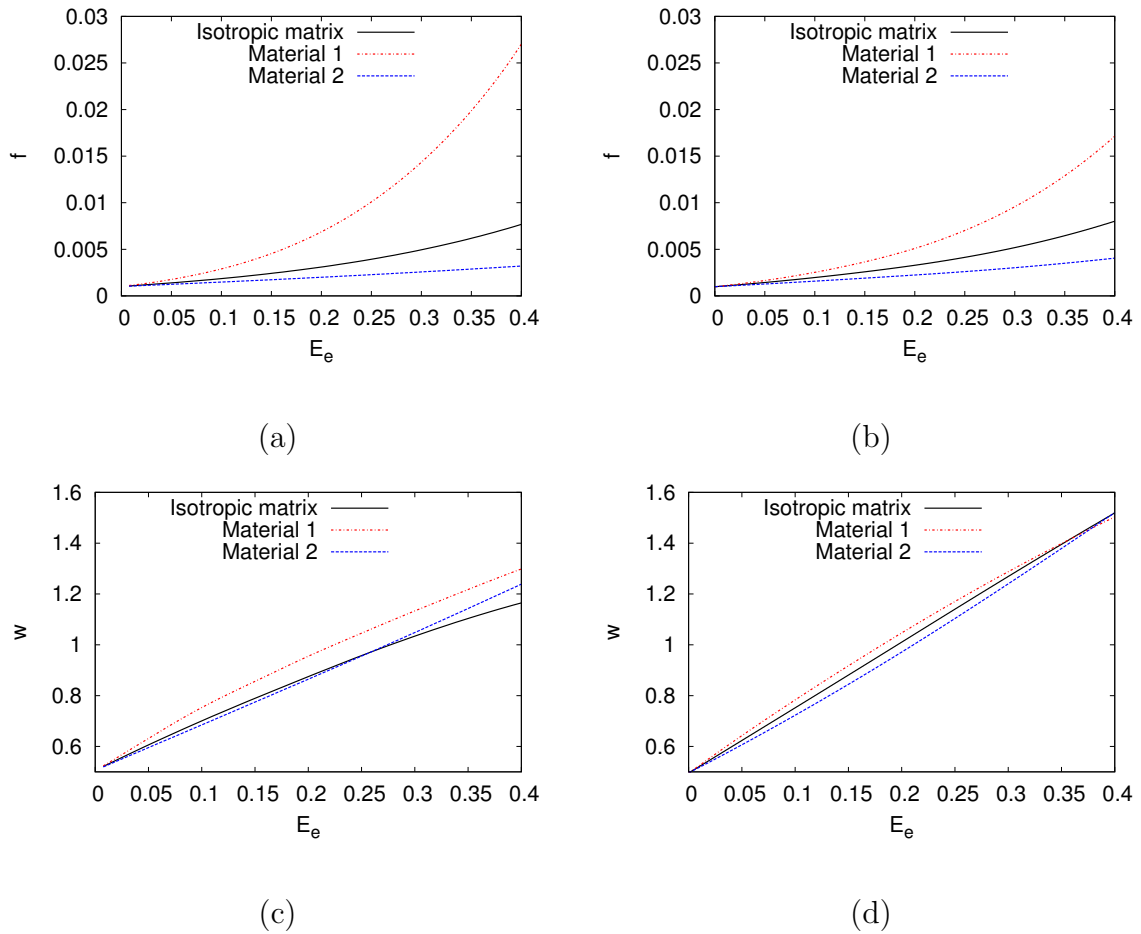 0.03
0.025
0.02
0.015
0.01
0.005
0
f
Isotropic matrix
Material 1
Material 2
0 0.05 0.1 0.15 0.2 0.25 0.3 0.35 0.4
E_e
(a)
0.03
0.025
0.02
0.015
0.01
0.005
0
f
Isotropic matrix
Material 1
Material 2
0 0.05 0.1 0.15 0.2 0.25 0.3 0.35 0.4
E_e
(b)
1.6
1.4
1.2
1
0.8
0.6
w
Isotropic matrix
Material 1
Material 2
0 0.05 0.1 0.15 0.2 0.25 0.3 0.35 0.4
E_e
(c)
1.6
1.4
1.2
1
0.8
0.6
w
Isotropic matrix
Material 1
Material 2
0 0.05 0.1 0.15 0.2 0.25 0.3 0.35 0.4
E_e
(d)